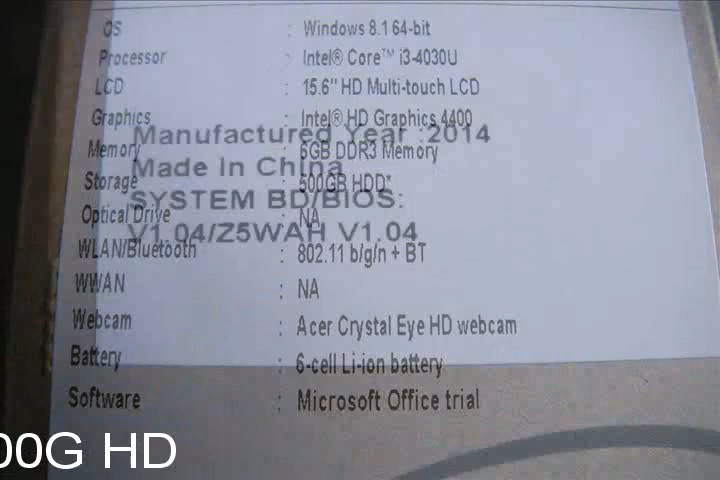 OS : Windows 8.1 64-bit
Processor : Intel® Core™ i3-4030U
LCD : 15.6" HD Multi-touch LCD
Graphics : Intel® HD Graphics 4400
Manufactured Year :2014
Memory : 6GB DDR3 Memory
Made In China
Storage : 500GB HDD*
SYSTEM BD/BIOS:
Optical Drive : NA
V1.04/Z5WAH V1.04
WLAN/Bluetooth : 802.11 b/g/n + BT
WWAN : NA
Webcam : Acer Crystal Eye HD webcam
Battery : 6-cell Li-ion battery
Software : Microsoft Office trial
00G HD